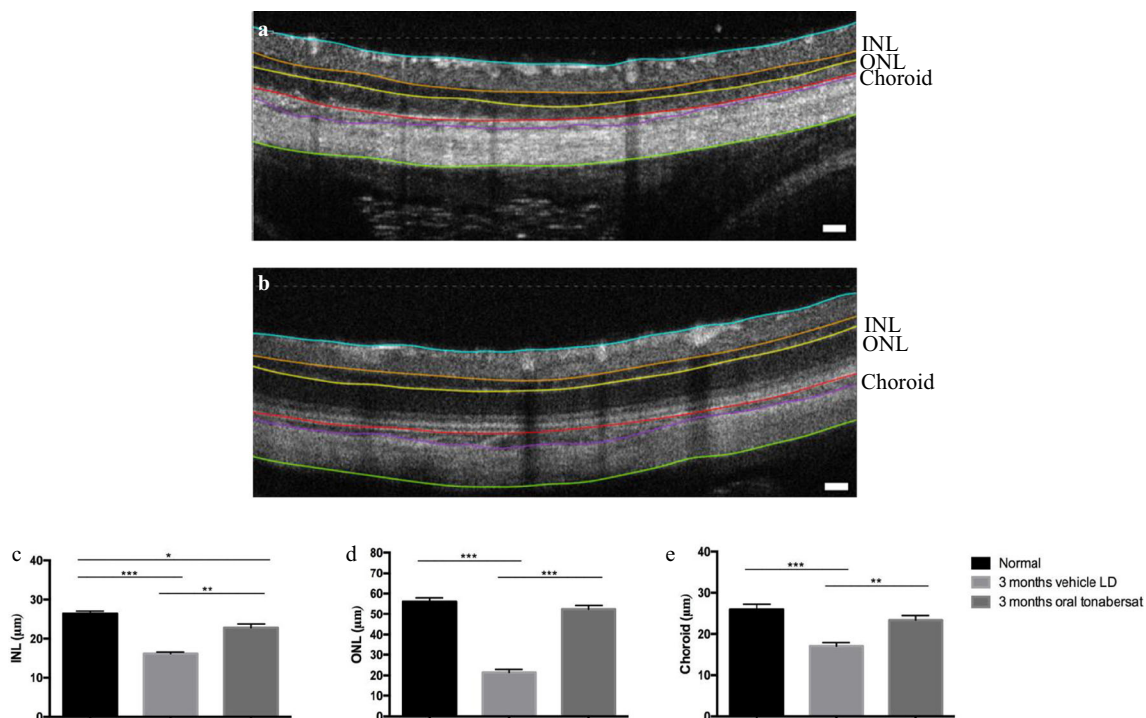 a
INL
ONL
Choroid
b
INL
ONL
Choroid
c
40
30
20
10
0
INL (µm)
*
***
**
d
80
70
60
50
40
30
20
10
0
ONL (µm)
***
***
e
40
30
20
10
0
Choroid (µm)
***
**
Normal
3 months vehicle LD
3 months oral tonabersat